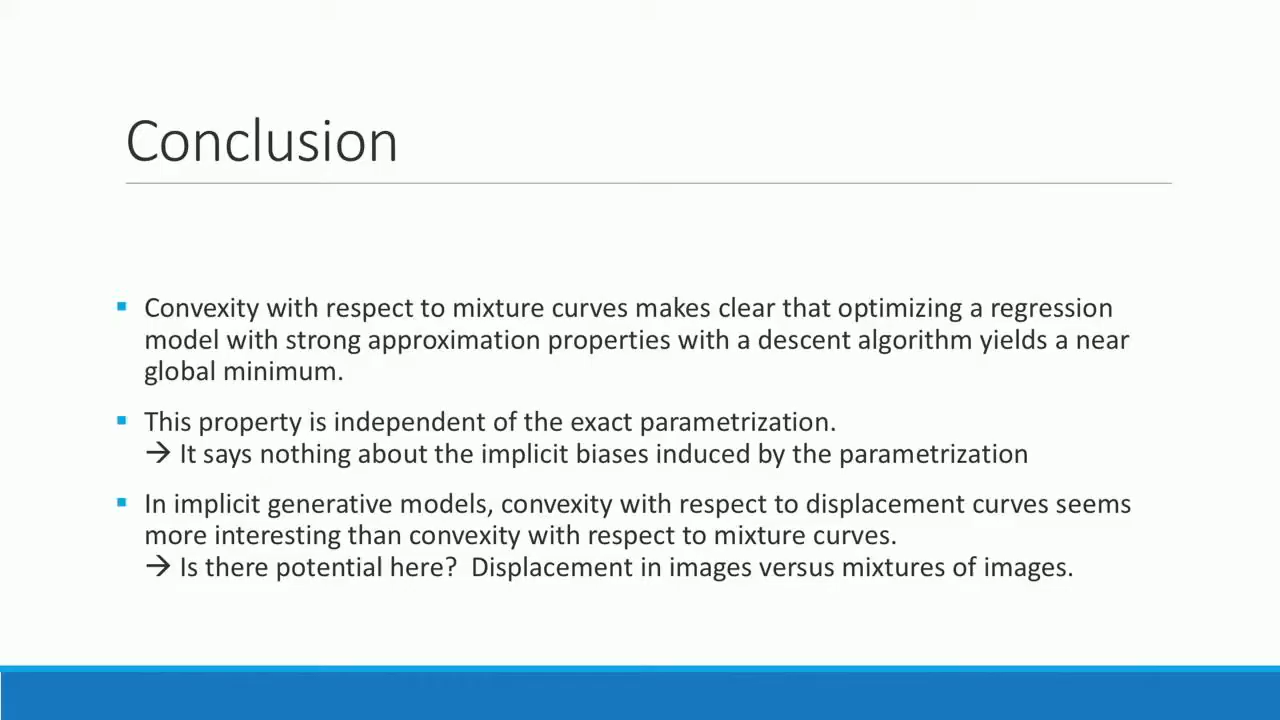 Conclusion
▪ Convexity with respect to mixture curves makes clear that optimizing a regression
model with strong approximation properties with a descent algorithm yields a near
global minimum.
▪ This property is independent of the exact parametrization.
→ It says nothing about the implicit biases induced by the parametrization
▪ In implicit generative models, convexity with respect to displacement curves seems
more interesting than convexity with respect to mixture curves.
→ Is there potential here?  Displacement in images versus mixtures of images.